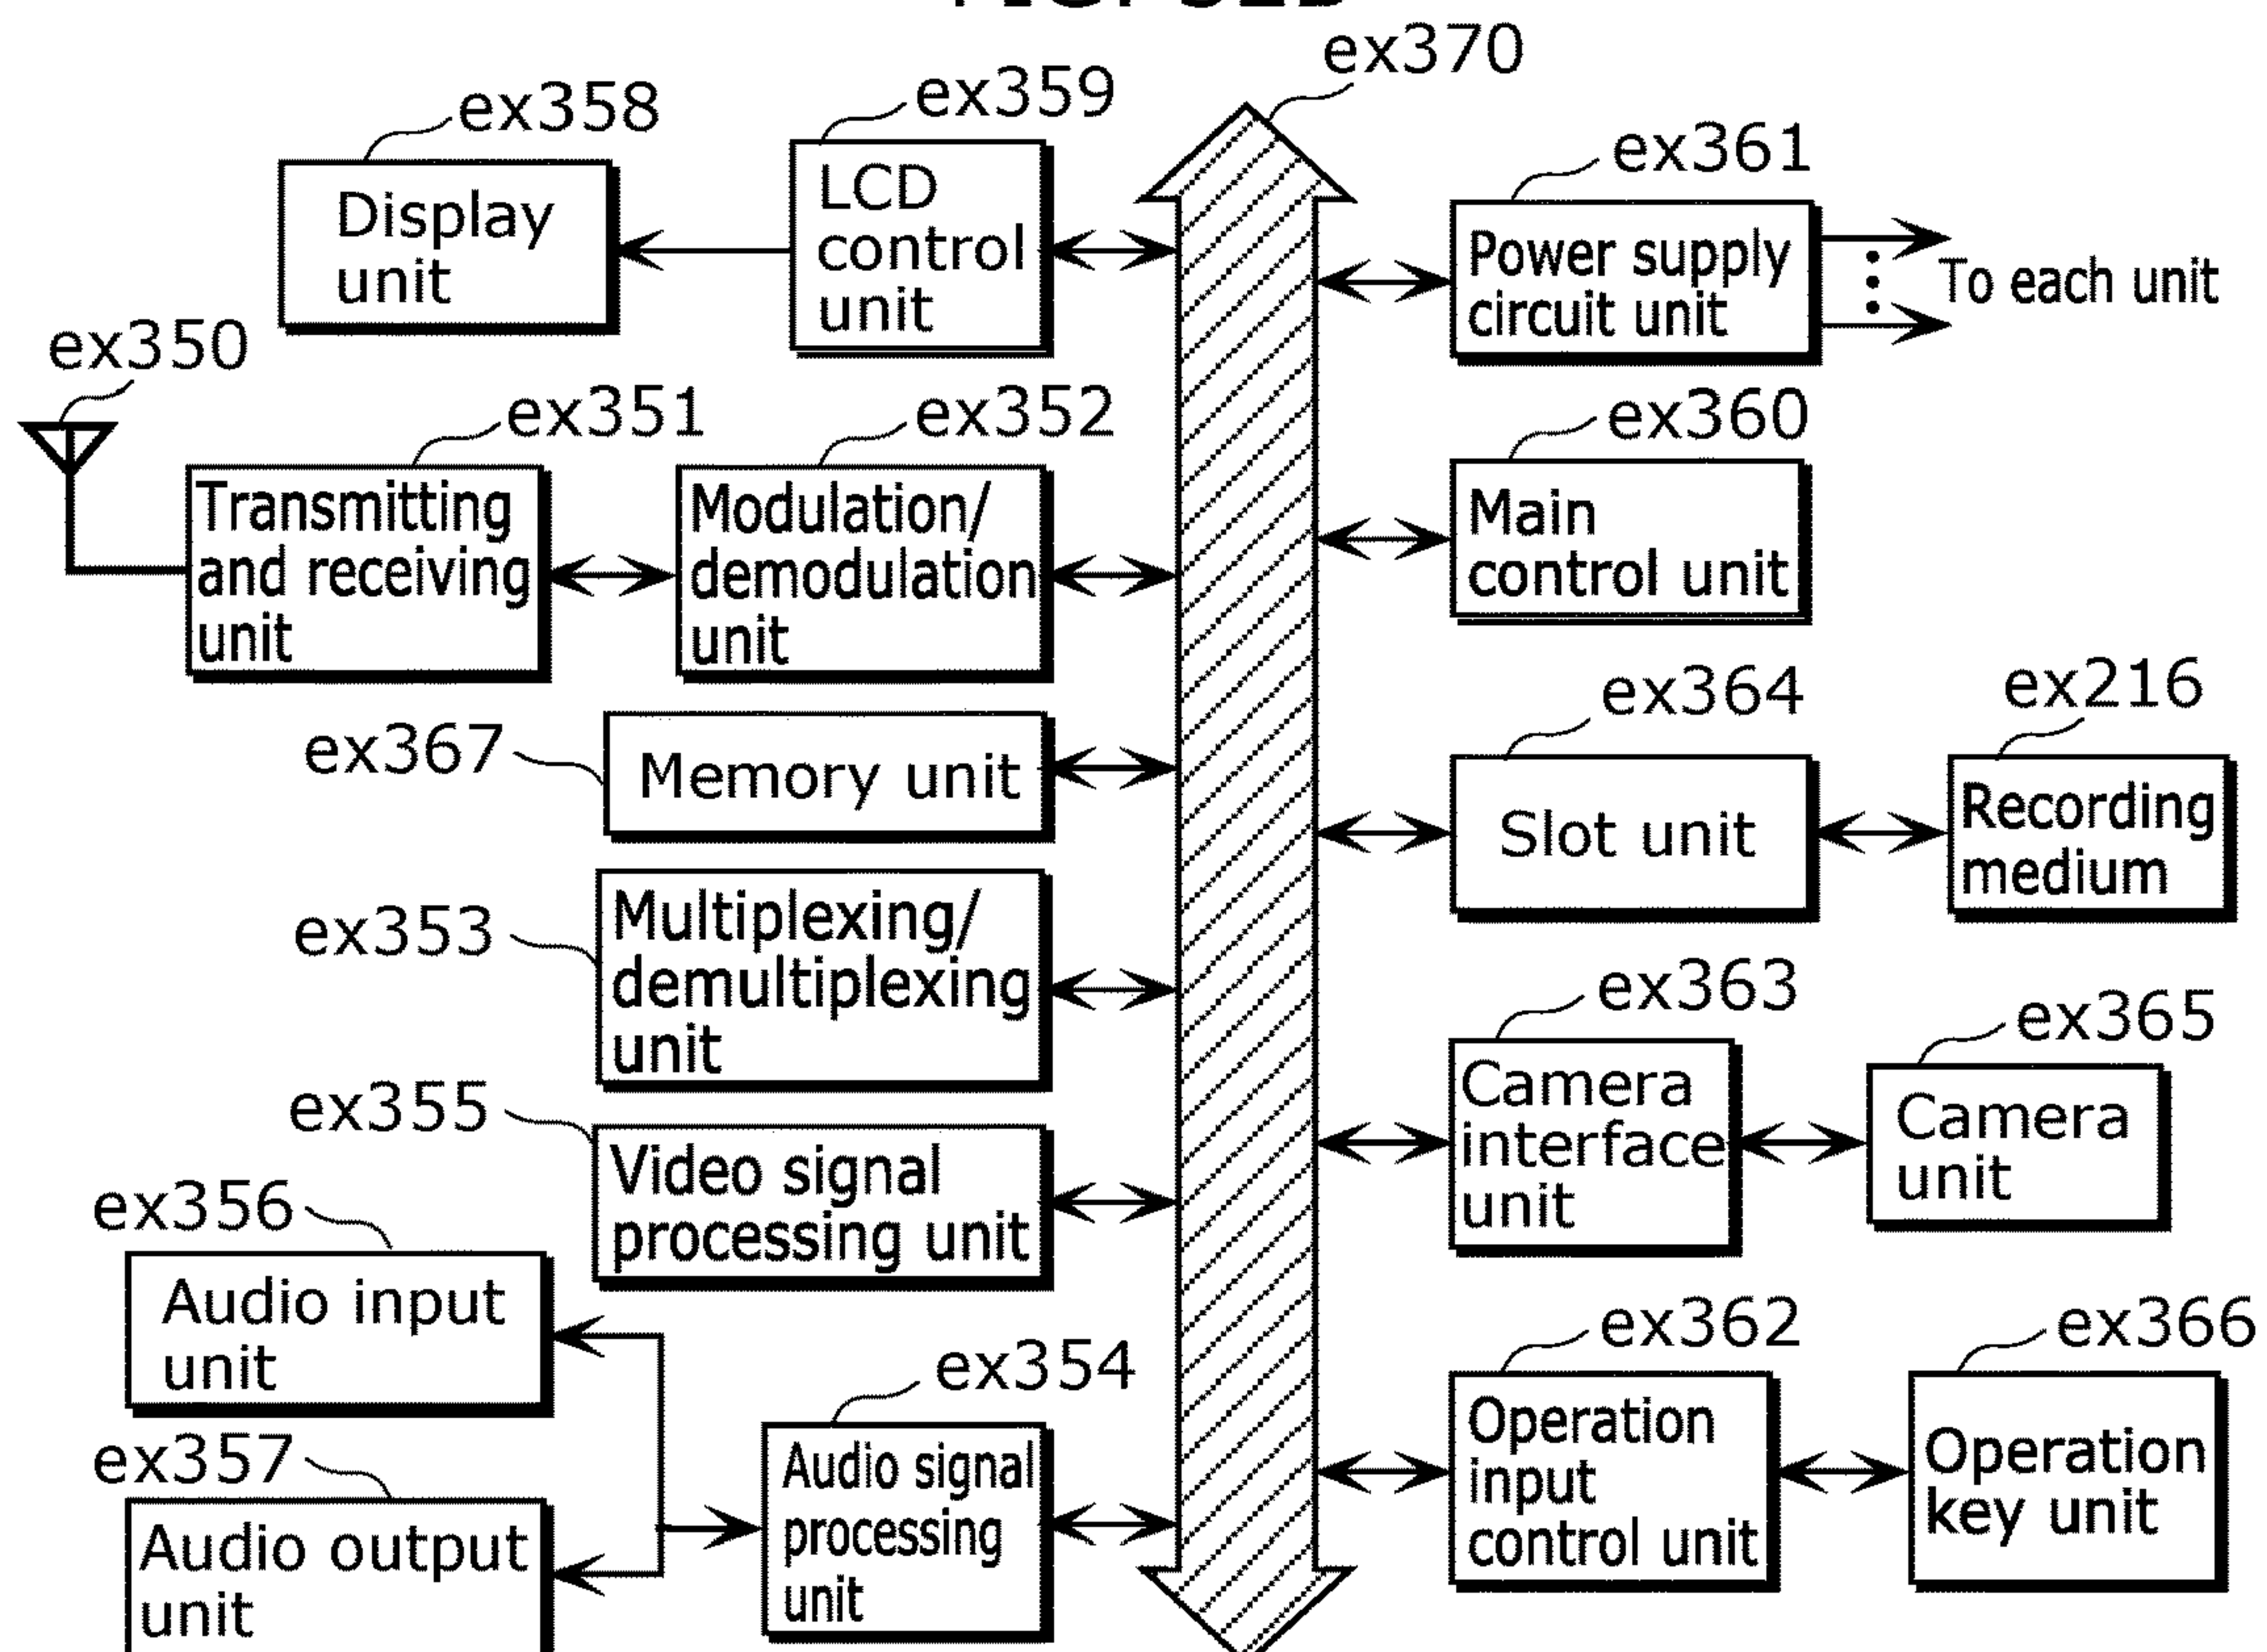 ex370
ex358
ex359
ex361
Display
unit
LCD
control
unit
Power supply
circuit unit
To each unit
ex350
ex351
ex352
ex360
Transmitting
and receiving
unit
Modulation/
demodulation
unit
Main
control unit
ex367
Memory unit
ex364
ex216
Slot unit
Recording
medium
ex353
Multiplexing/
demultiplexing
unit
ex363
ex365
Camera
interface
unit
Camera
unit
ex355
Video signal
processing unit
ex356
Audio input
unit
ex354
ex362
ex366
ex357
Audio output
unit
Audio signal
processing
unit
Operation
input
control unit
Operation
key unit